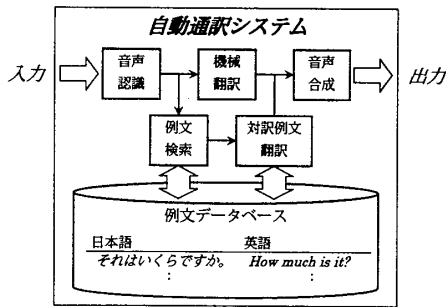 自動通訳システム
入力
音声
認識
機械
翻訳
音声
合成
出力
例文
検索
対訳例文
翻訳
例文データベース
日本語 英語
それはいくらですか。 How much is it?
: :